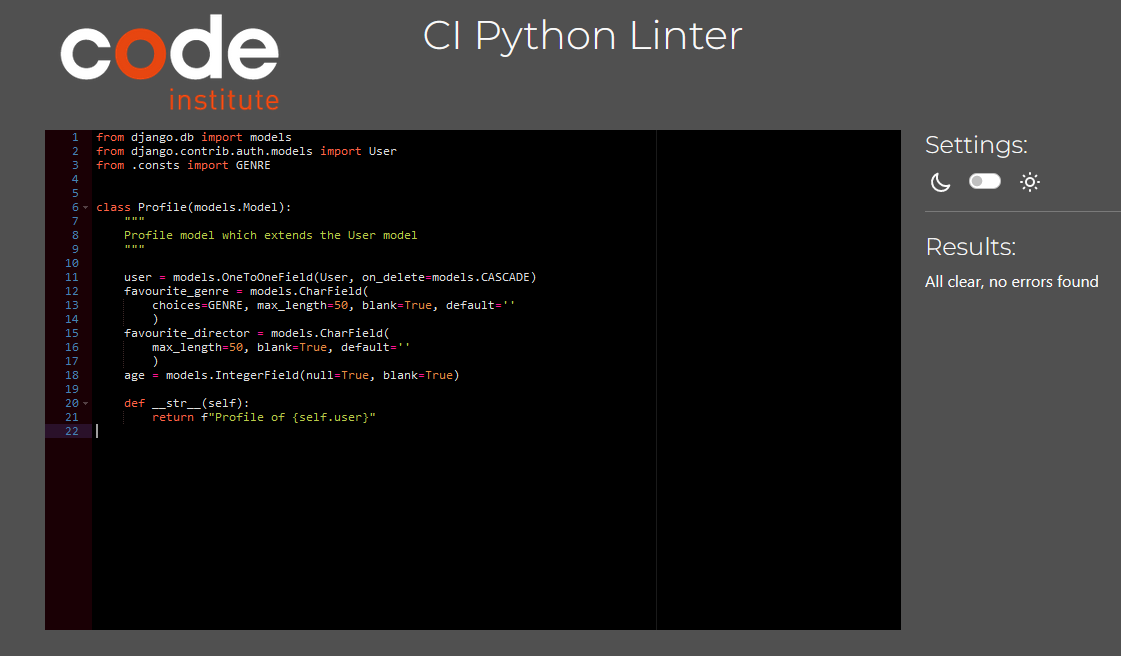 code
institute
CI Python Linter
1 from django.db import models
2 from django.contrib.auth.models import User
3 from .consts import GENRE
4
5
6 class Profile(models.Model):
7     """
8     Profile model which extends the User model
9     """
10
11     user = models.OneToOneField(User, on_delete=models.CASCADE)
12     favourite_genre = models.CharField(
13         choices=GENRE, max_length=50, blank=True, default=''
14         )
15     favourite_director = models.CharField(
16         max_length=50, blank=True, default=''
17         )
18     age = models.IntegerField(null=True, blank=True)
19
20     def __str__(self):
21         return f"Profile of {self.user}"
22
Settings:
Results:
All clear, no errors found